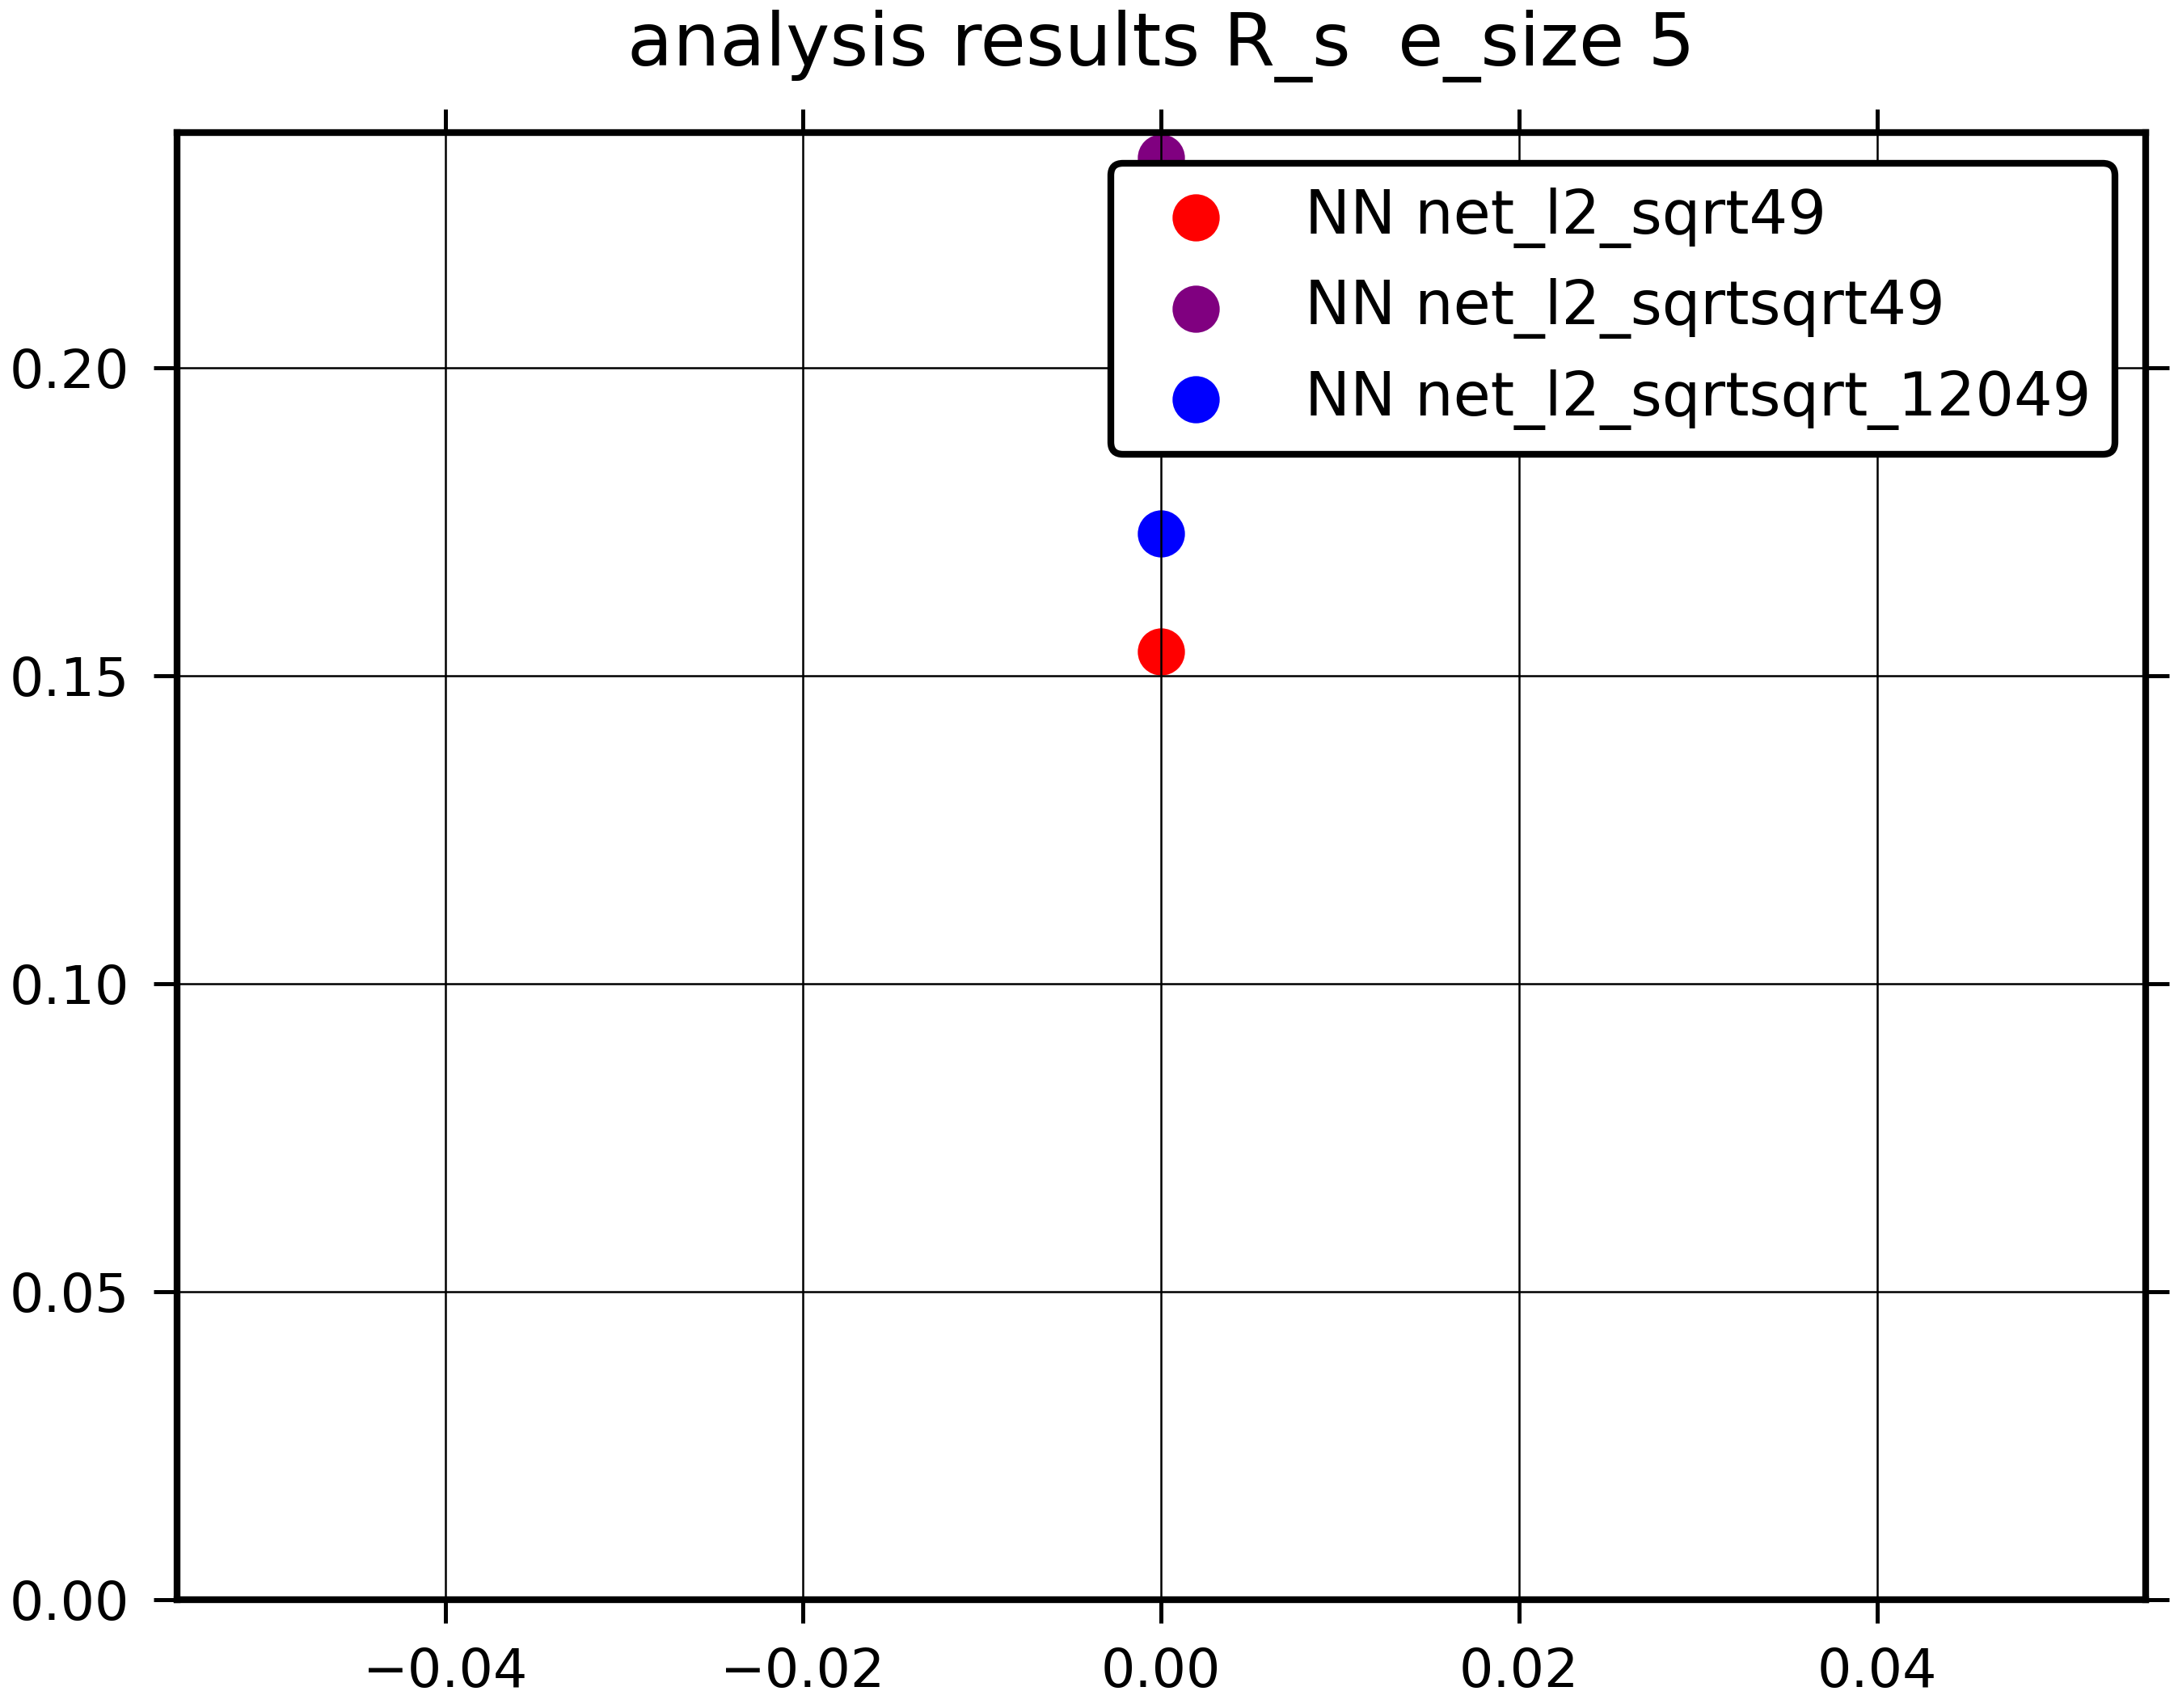 analysis results R_s  e_size 5
NN net_l2_sqrt49
NN net_l2_sqrtsqrt49
NN net_l2_sqrtsqrt_12049
0.20
0.15
0.10
0.05
0.00
−0.04
−0.02
0.00
0.02
0.04